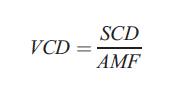 VCD = SCD / AMF